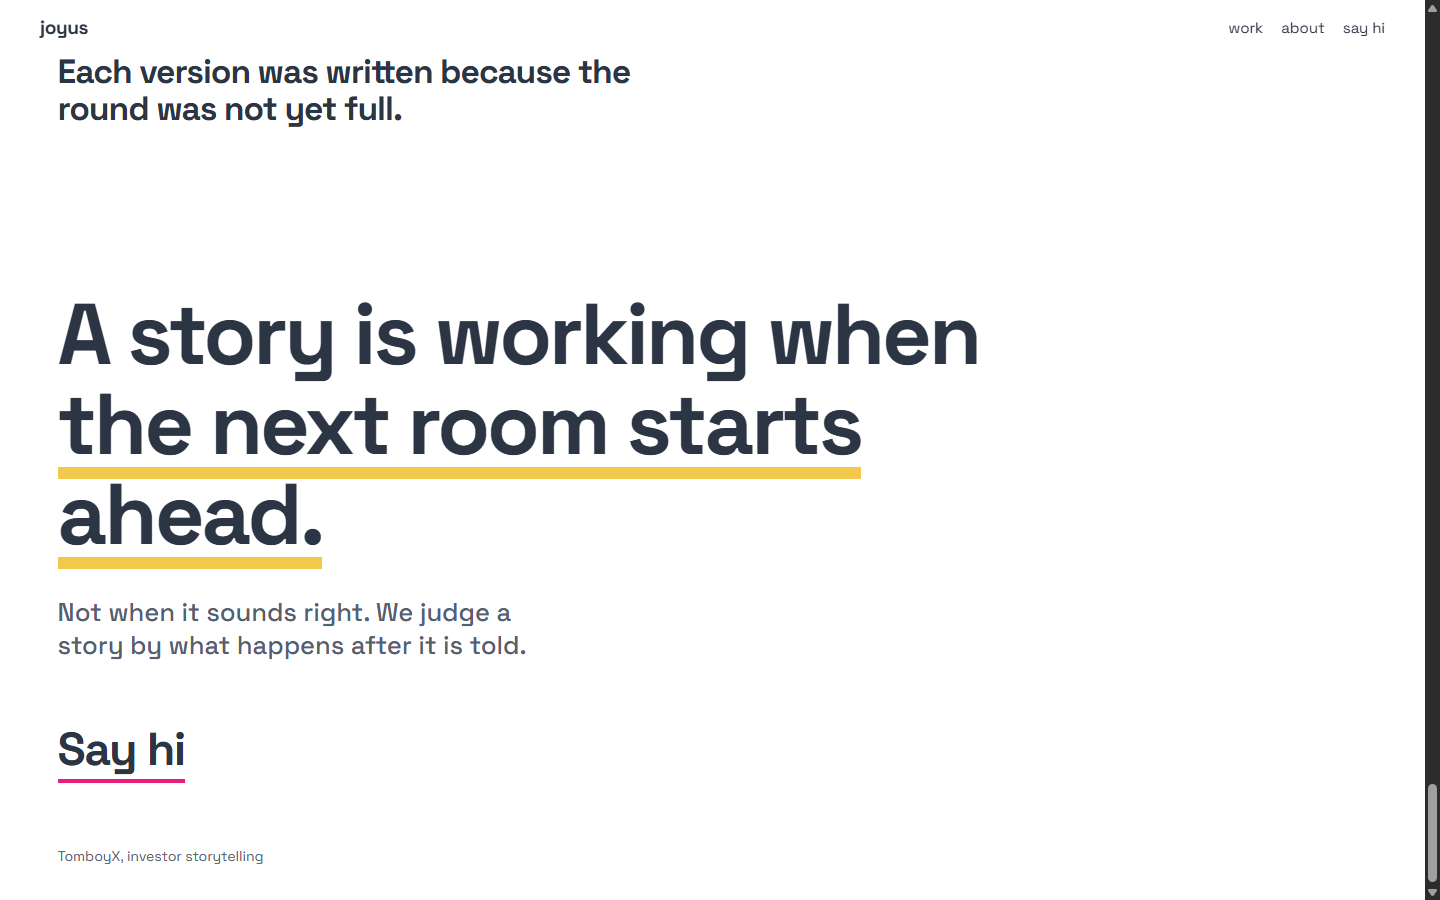 joyus
work about say hi
Each version was written because the
round was not yet full.
A story is working when
the next room starts
ahead.
Not when it sounds right. We judge a
story by what happens after it is told.
Say hi
TomboyX, investor storytelling